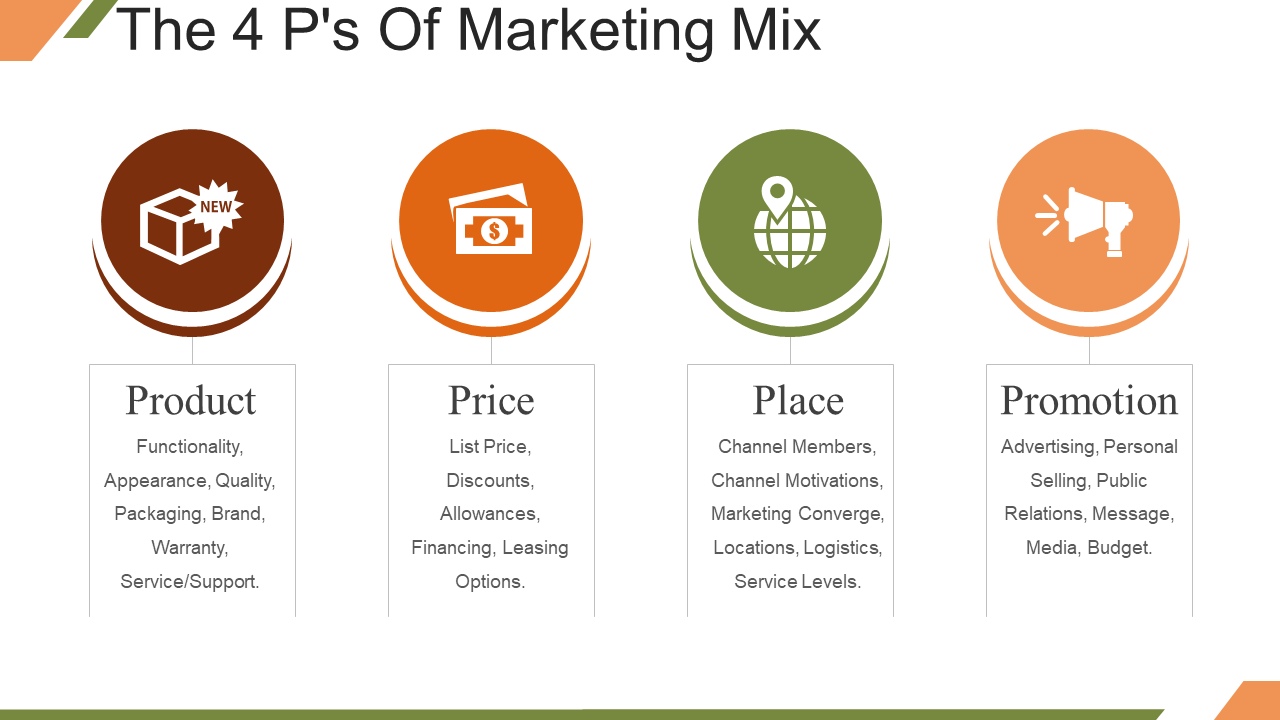 The 4 P's Of Marketing Mix
NEW
$
Product
Functionality,
Appearance, Quality,
Packaging, Brand,
Warranty,
Service/Support.
Price
List Price,
Discounts,
Allowances,
Financing, Leasing
Options.
Place
Channel Members,
Channel Motivations,
Marketing Converge,
Locations, Logistics,
Service Levels.
Promotion
Advertising, Personal
Selling, Public
Relations, Message,
Media, Budget.